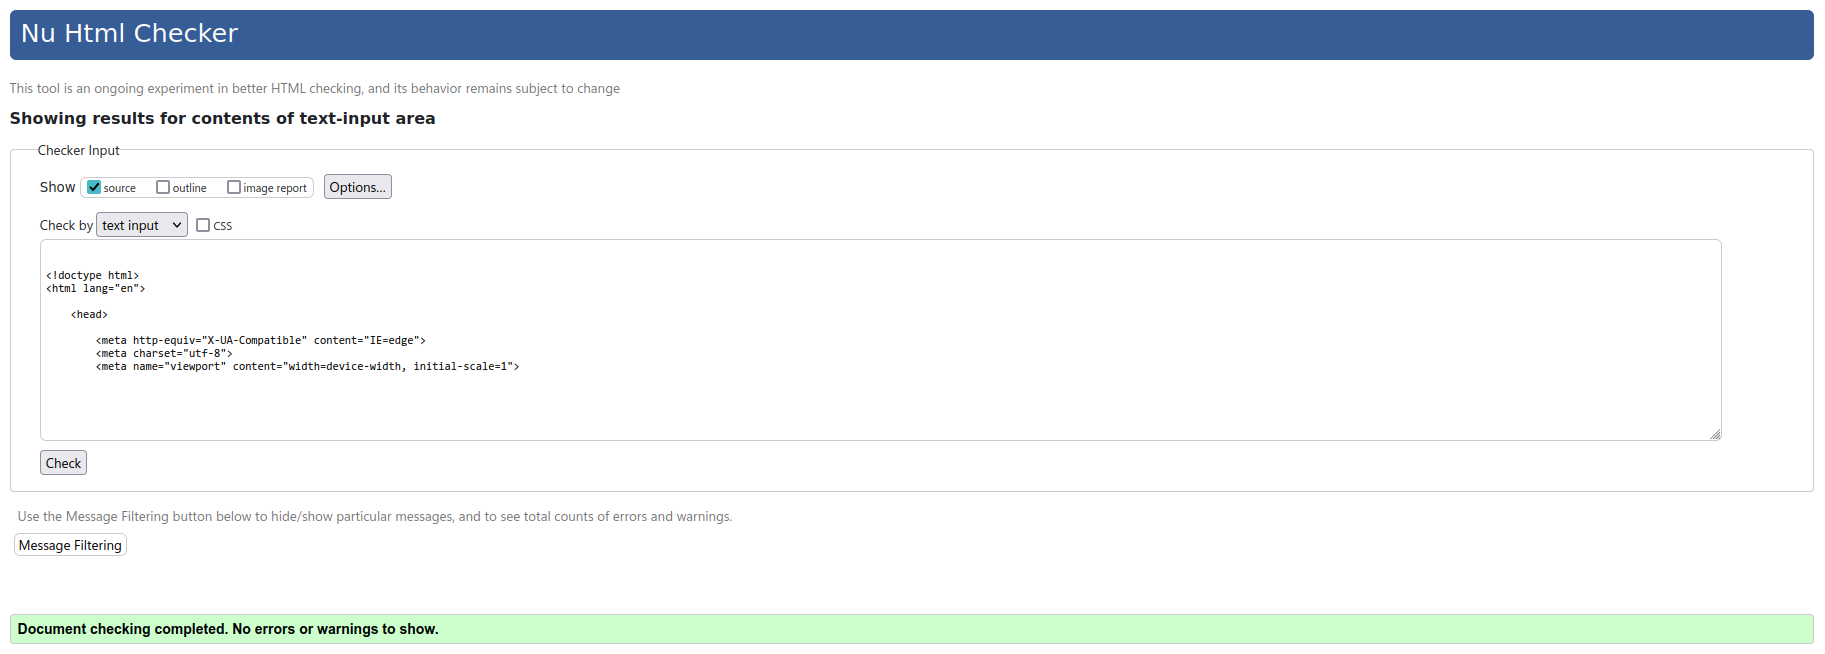 Nu Html Checker
This tool is an ongoing experiment in better HTML checking, and its behavior remains subject to change
Showing results for contents of text-input area
Checker Input
Show source outline image report Options...
Check by text input CSS
<!doctype html>
<html lang="en">
<head>
<meta http-equiv="X-UA-Compatible" content="IE=edge">
<meta charset="utf-8">
<meta name="viewport" content="width=device-width, initial-scale=1">
Check
Use the Message Filtering button below to hide/show particular messages, and to see total counts of errors and warnings.
Message Filtering
Document checking completed. No errors or warnings to show.